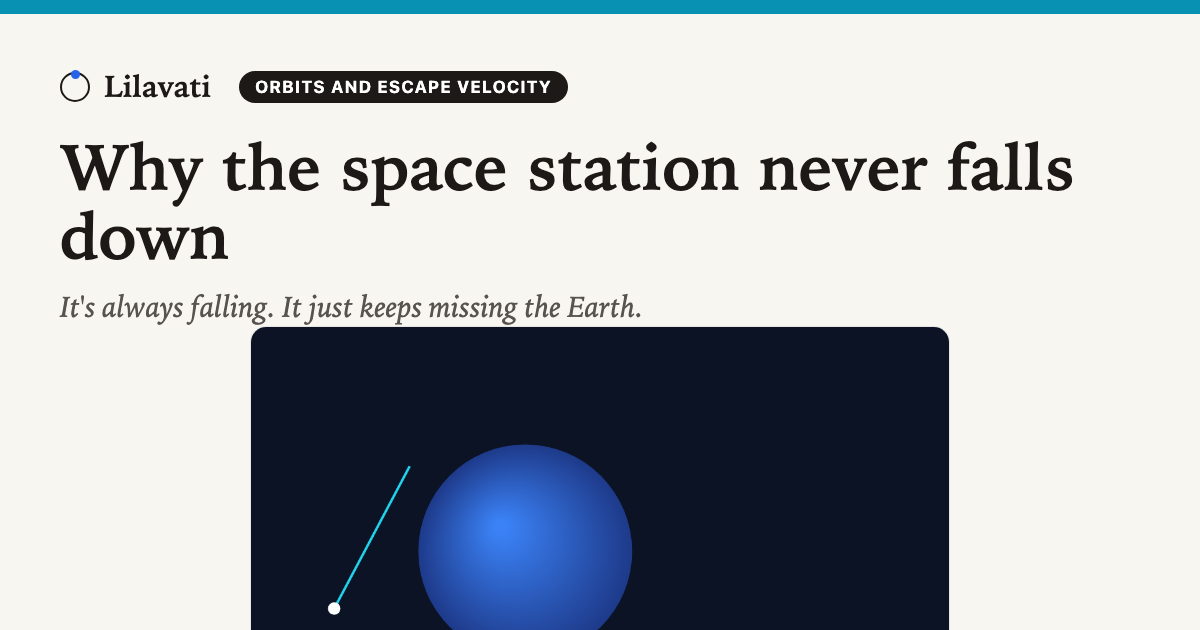 Lilavati
ORBITS AND ESCAPE VELOCITY
Why the space station never falls
down
It's always falling. It just keeps missing the Earth.